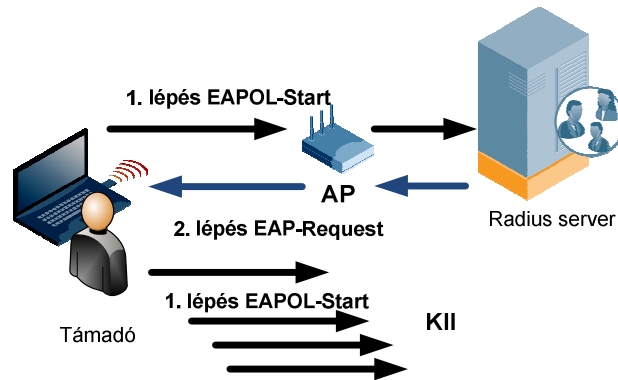 1. lépés EAPOL-Start
AP
Radius server
2. lépés EAP-Request
1. lépés EAPOL-Start
KII
Támadó